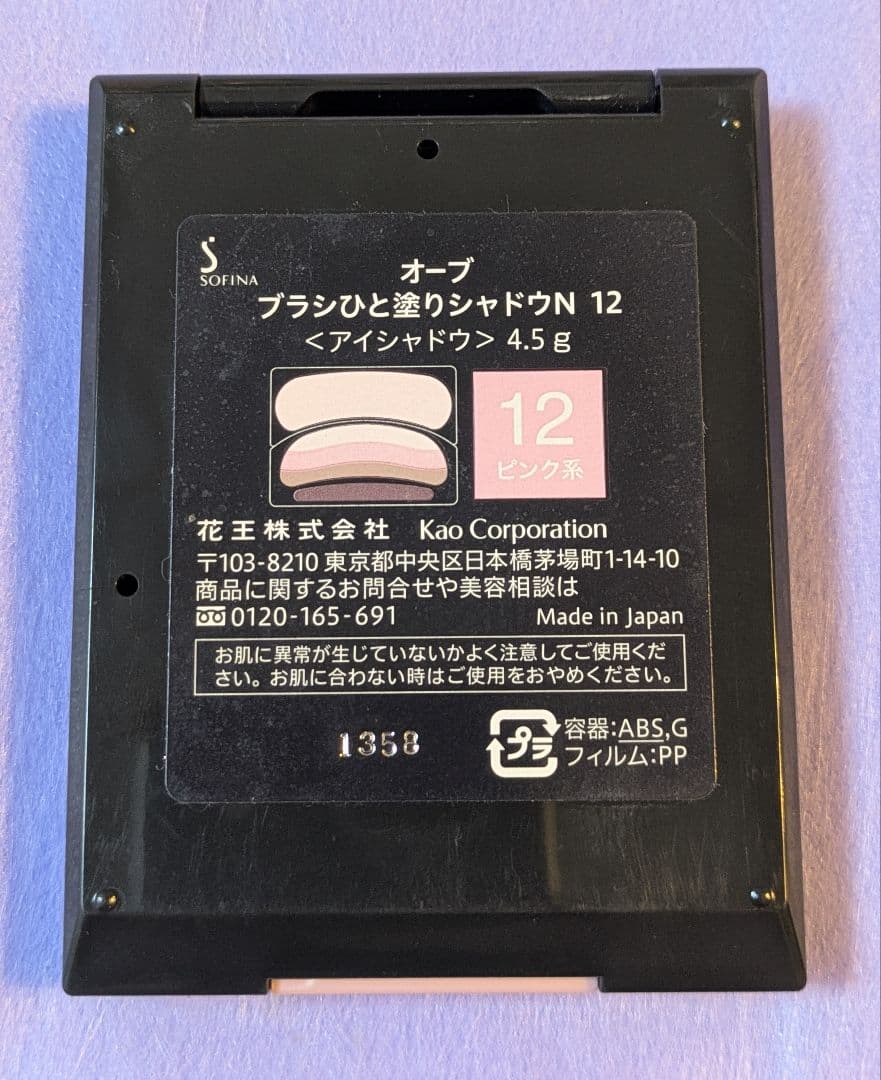 SOFINA
オーブ
ブラシひと塗りシャドウN 12
＜アイシャドウ＞ 4.5 g
12
ピンク系
花王株式会社 Kao Corporation
〒103-8210 東京都中央区日本橋茅場町1-14-10
商品に関するお問合せや美容相談は
0120-165-691 Made in Japan
お肌に異常が生じていないかよく注意してご使用くだ
さい。お肌に合わない時はご使用をおやめください。
1358
プラ
容器:ABS,G
フィルム:PP